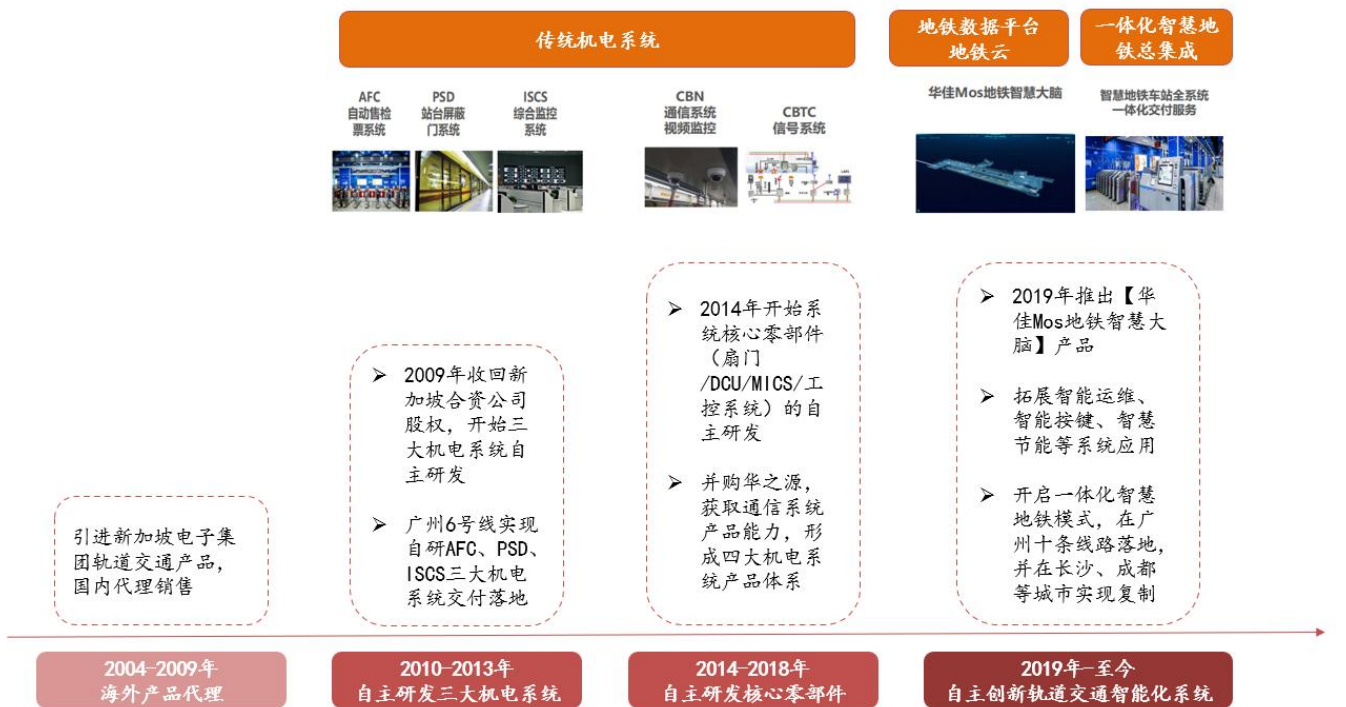 传统机电系统
地铁数据平台
地铁云
一体化智慧地
铁总集成
AFC
自动售检
票系统
PSD
站台屏蔽
门系统
ISCS
综合监控
系统
CBN
通信系统
视频监控
CBTC
信号系统
华佳Mos地铁智慧大脑
智慧地铁车站全系统
一体化交付服务
引进新加坡电子集
团轨道交通产品，
国内代理销售
➢ 2009年收回新
加坡合资公司
股权，开始三
大机电系统自
主研发
➢ 广州6号线实现
自研AFC、PSD、
ISCS三大机电
系统交付落地
➢ 2014年开始系
统核心零部件
（扇门
/DCU/MICS/工
控系统）的自
主研发
➢ 并购华之源，
获取通信系统
产品能力，形
成四大机电系
统产品体系
➢ 2019年推出【华
佳Mos地铁智慧大
脑】产品
➢ 拓展智能运维、
智能按键、智慧
节能等系统应用
➢ 开启一体化智慧
地铁模式，在广
州十条线路落地，
并在长沙、成都
等城市实现复制
2004-2009年
海外产品代理
2010-2013年
自主研发三大机电系统
2014-2018年
自主研发核心零部件
2019年-至今
自主创新轨道交通智能化系统